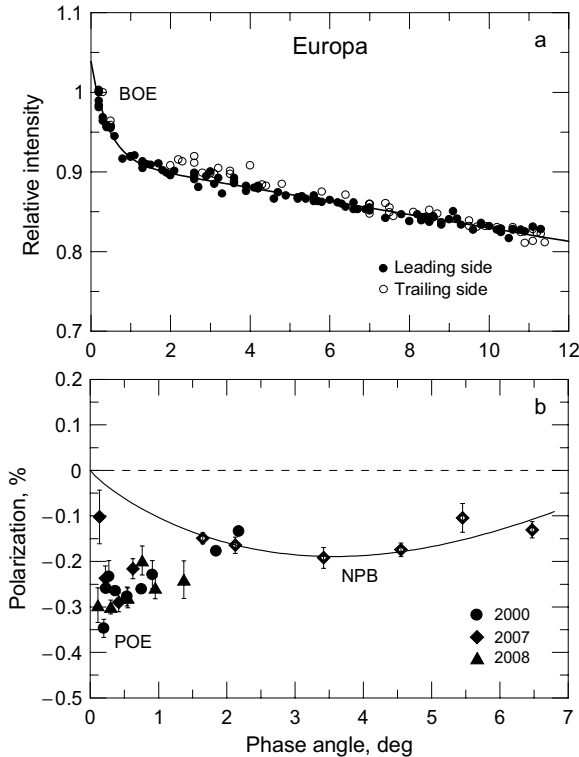 Europa
a
1.1
1
0.9
0.8
0.7
Relative intensity
BOE
Leading side
Trailing side
0 2 4 6 8 10 12
b
0.2
0.1
0
−0.1
−0.2
−0.3
−0.4
−0.5
Polarization, %
NPB
POE
2000
2007
2008
0 1 2 3 4 5 6 7
Phase angle, deg